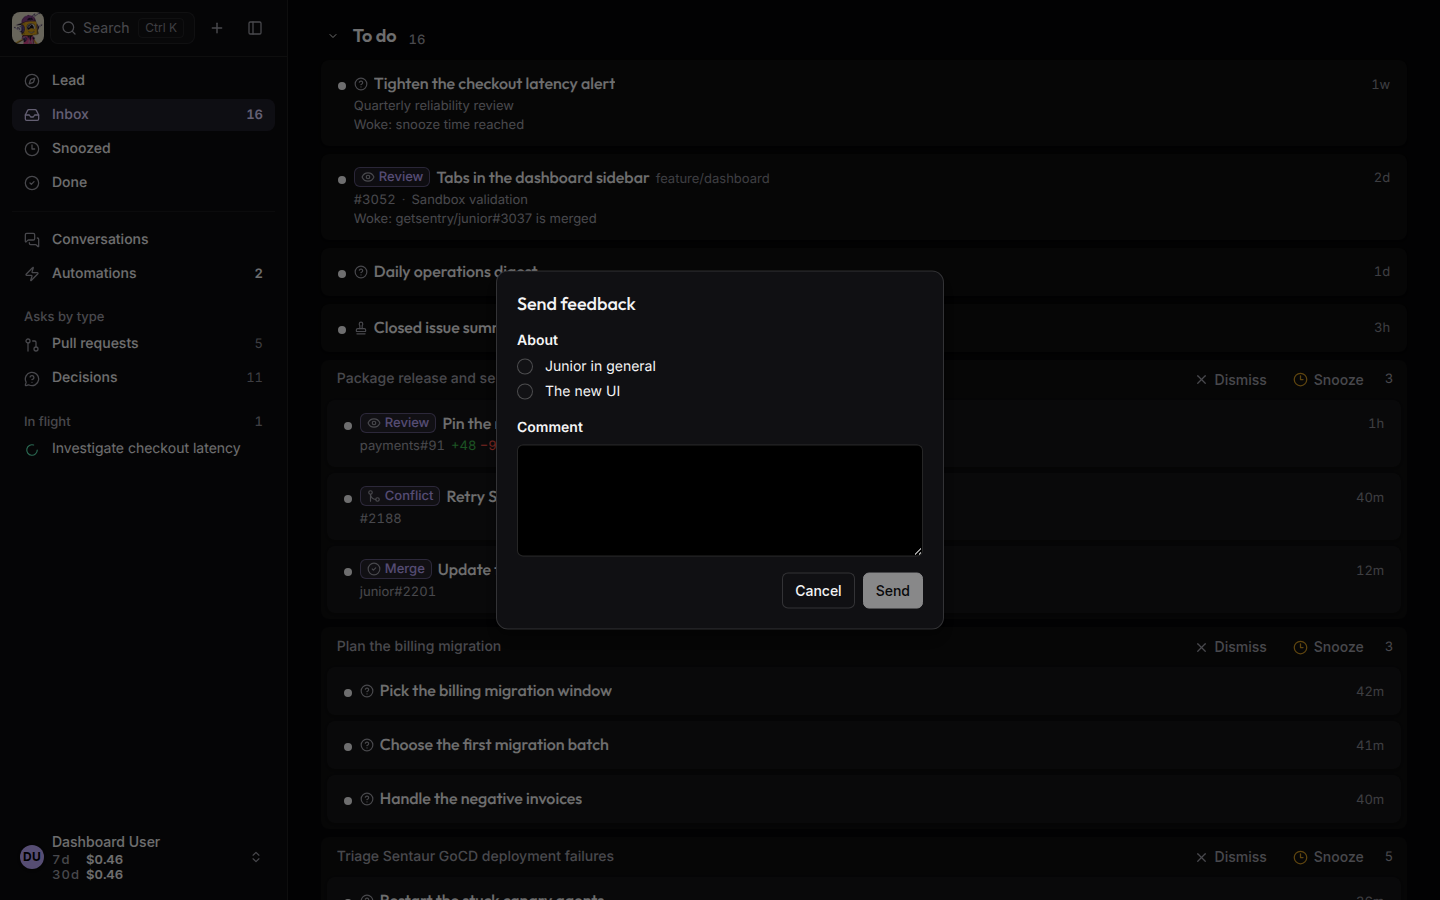 Search Ctrl K
Lead
Inbox 16
Snoozed
Done
Conversations
Automations 2
Asks by type
Pull requests 5
Decisions 11
In flight 1
Investigate checkout latency
DU Dashboard User
7d $0.46
30d $0.46
To do 16
Tighten the checkout latency alert 1w
Quarterly reliability review
Woke: snooze time reached
Review Tabs in the dashboard sidebar feature/dashboard 2d
#3052 · Sandbox validation
Woke: getsentry/junior#3037 is merged
Daily operations digest 1d
Closed issue 3h
Package release and Dismiss Snooze 3
Review Pin the 1h
payments#91 +48
Conflict Retry 40m
#2188
Merge Update 12m
junior#2201
Send feedback
About
Junior in general
The new UI
Comment
Cancel Send
Plan the billing migration Dismiss Snooze 3
Pick the billing migration window 42m
Choose the first migration batch 41m
Handle the negative invoices 40m
Triage Sentaur GoCD deployment failures Dismiss Snooze 5
Restart the stuck canary agents